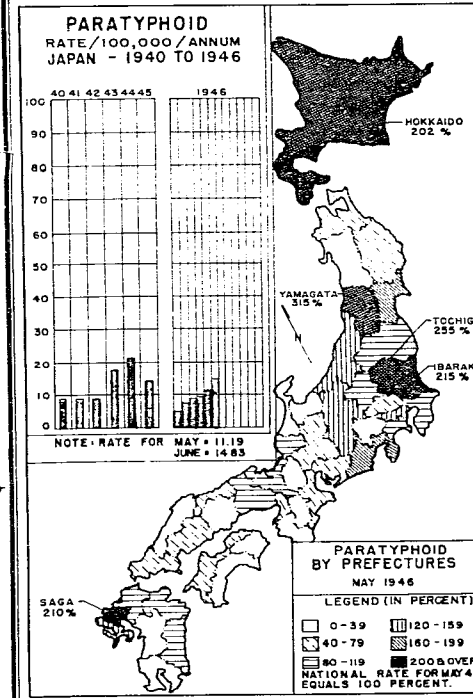 PARATYPHOID
RATE/100,000/ANNUM
JAPAN - 1940 TO 1946
40 41 42 43 44 45
1946
100
90
80
70
60
50
40
30
20
10
0
NOTE: RATE FOR MAY = 11.19
JUNE = 14.83
HOKKAIDO
202 %
YAMAGATA
315 %
N
TOCHIG
255 %
IBARAK
215 %
SAGA
210%
PARATYPHOID
BY PREFECTURES
MAY 1946
LEGEND (IN PERCENT)
0-39
120-159
40-79
160-199
80-119
200 & OVER
NATIONAL RATE FOR MAY
EQUALS 100 PERCENT.